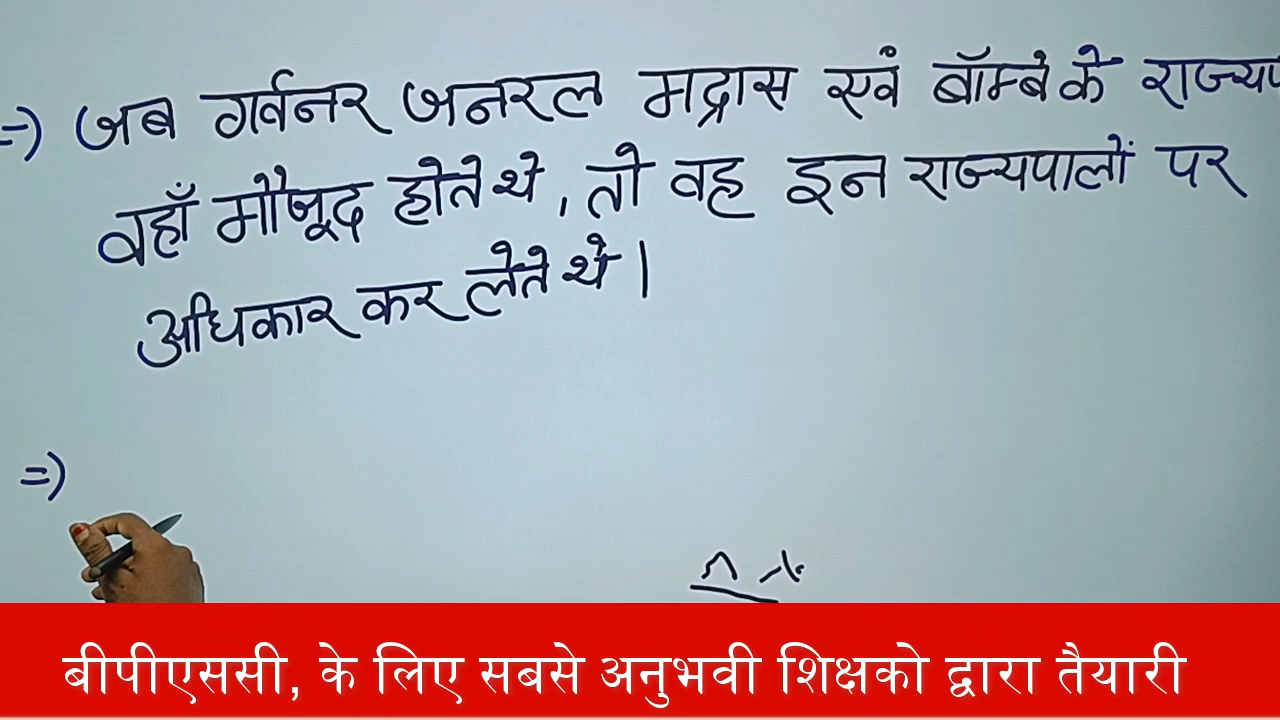 =) जब गर्वनर जनरल मद्रास एवं बॉम्बे के
वहाँ मौजूद होते थे, तो वह इन राज्यपालों पर
अधिकार कर लेते थे।
=)
बीपीएससी, के लिए सबसे अनुभवी शिक्षको द्वारा तैयारी